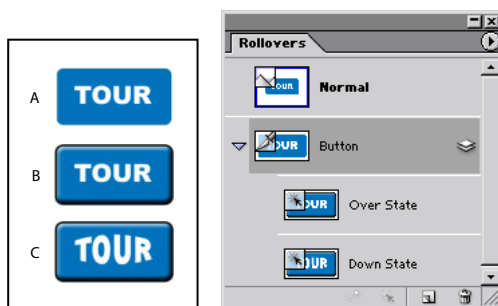 A
TOUR
B
TOUR
C
TOUR
Rollovers
Normal
Button
Over State
Down State